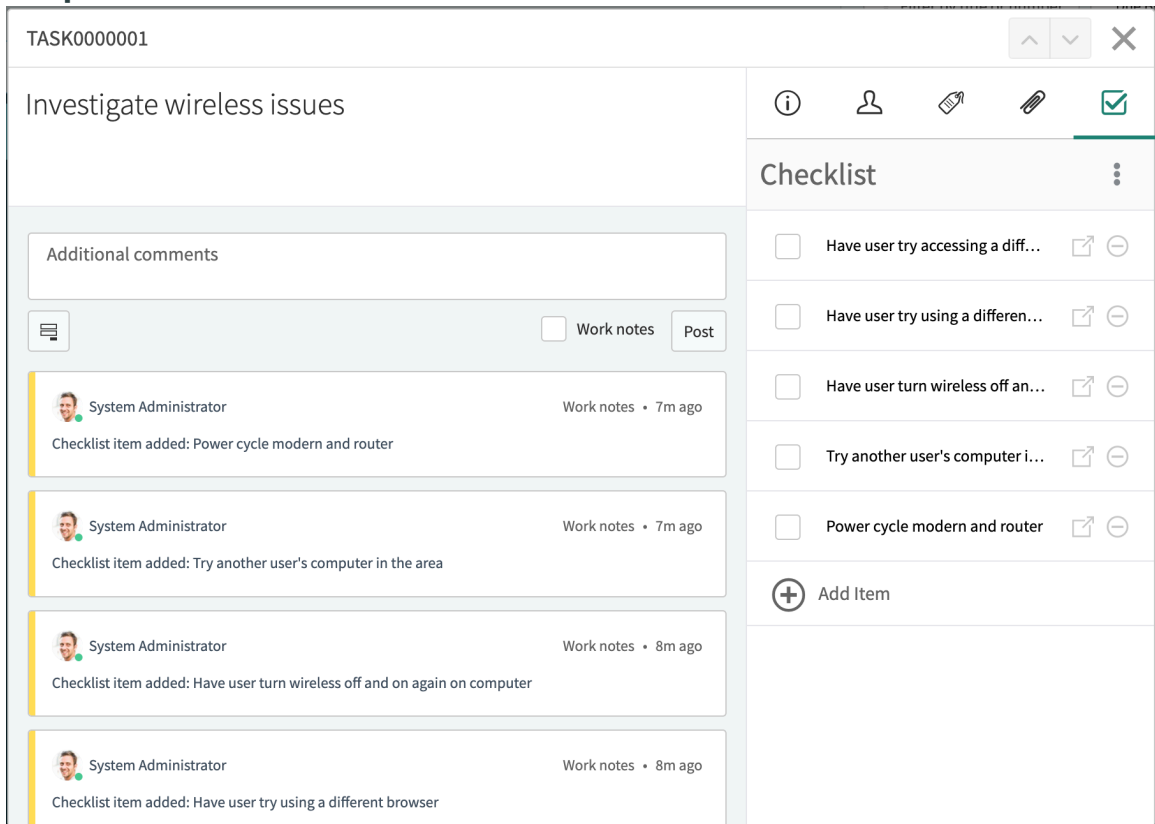 TASK0000001
Investigate wireless issues
Additional comments
Work notes
Post
System Administrator
Work notes • 7m ago
Checklist item added: Power cycle modern and router
System Administrator
Work notes • 7m ago
Checklist item added: Try another user's computer in the area
System Administrator
Work notes • 8m ago
Checklist item added: Have user turn wireless off and on again on computer
System Administrator
Work notes • 8m ago
Checklist item added: Have user try using a different browser
Checklist
Have user try accessing a diff...
Have user try using a differen...
Have user turn wireless off an...
Try another user's computer i...
Power cycle modern and router
Add Item